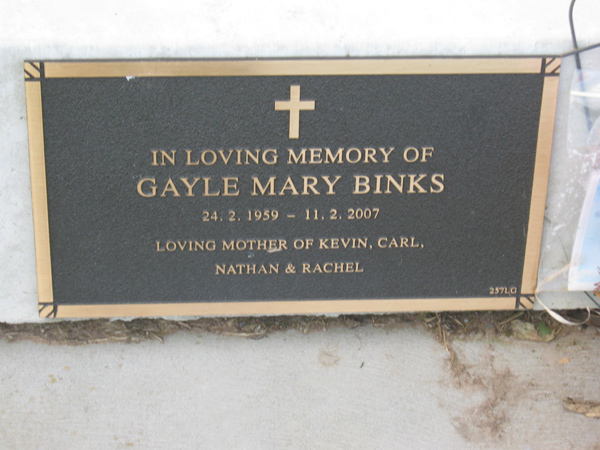 IN LOVING MEMORY OF
GAYLE MARY BINKS
24. 2. 1959 – 11. 2. 2007
LOVING MOTHER OF KEVIN, CARL,
NATHAN & RACHEL
257LG